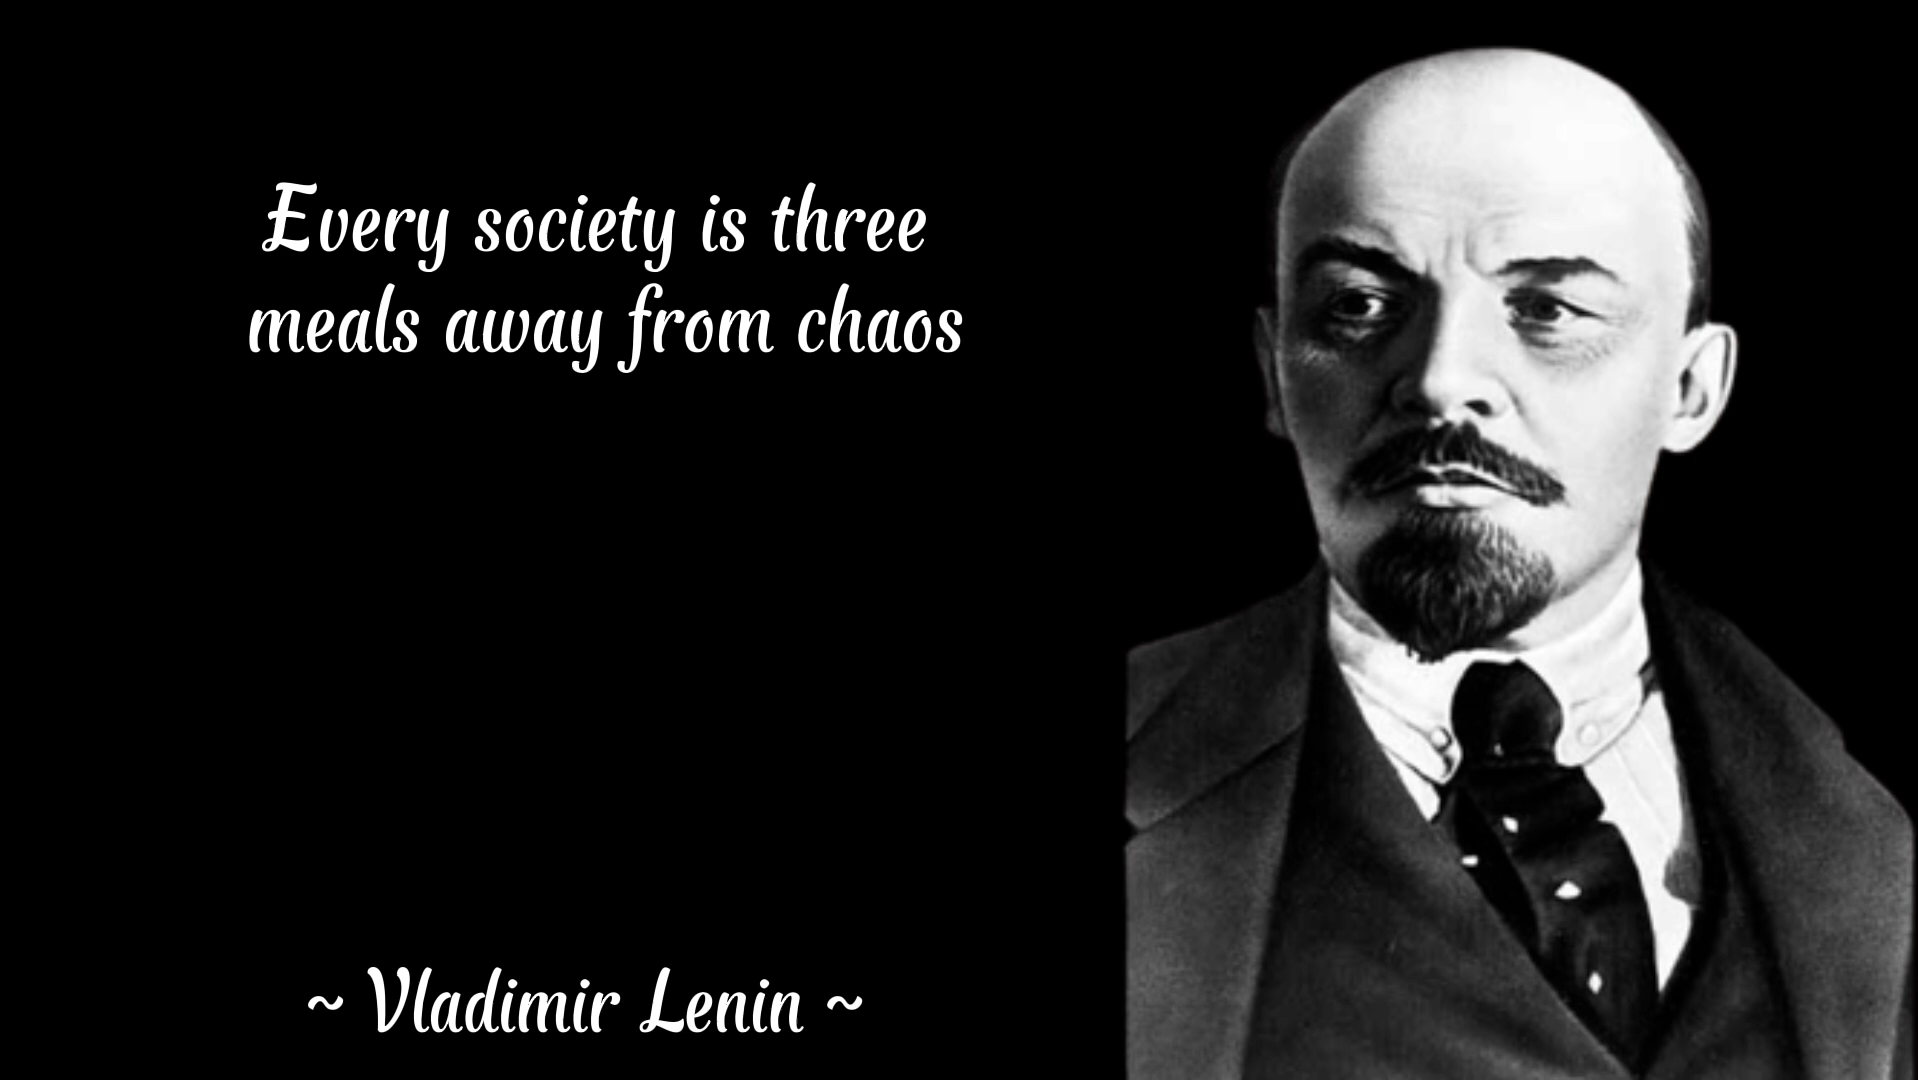 Every society is three
meals away from chaos
~ Vladimir Lenin ~